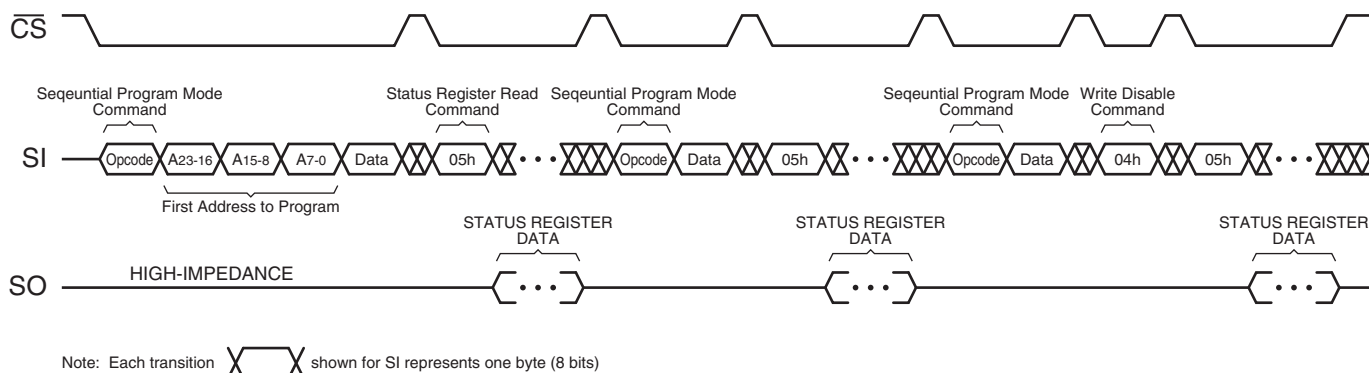 CS
Seqeuntial Program Mode Command
Status Register Read Command
Seqeuntial Program Mode Command
Seqeuntial Program Mode Command
Write Disable Command
SI
Opcode A23-16 A15-8 A7-0 Data 05h Opcode Data 05h Opcode Data 04h 05h
First Address to Program
STATUS REGISTER DATA
STATUS REGISTER DATA
STATUS REGISTER DATA
SO
HIGH-IMPEDANCE
Note: Each transition shown for SI represents one byte (8 bits)